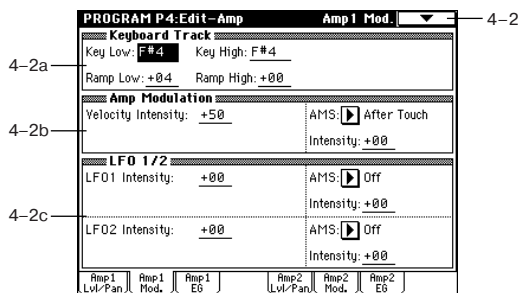 PROGRAM P4:Edit-Amp Amp1 Mod. 4-2
Keyboard Track
Key Low: F#4 Key High: F#4
4-2a
Ramp Low: +04 Ramp High: +00
Amp Modulation
Velocity Intensity: +50 AMS: After Touch
4-2b
Intensity: +00
LFO 1/2
LFO1 Intensity: +00 AMS: Off
Intensity: +00
4-2c
LFO2 Intensity: +00 AMS: Off
Intensity: +00
Amp1 Lvl/Pan Amp1 Mod. Amp1 EG Amp2 Lvl/Pan Amp2 Mod. Amp2 EG